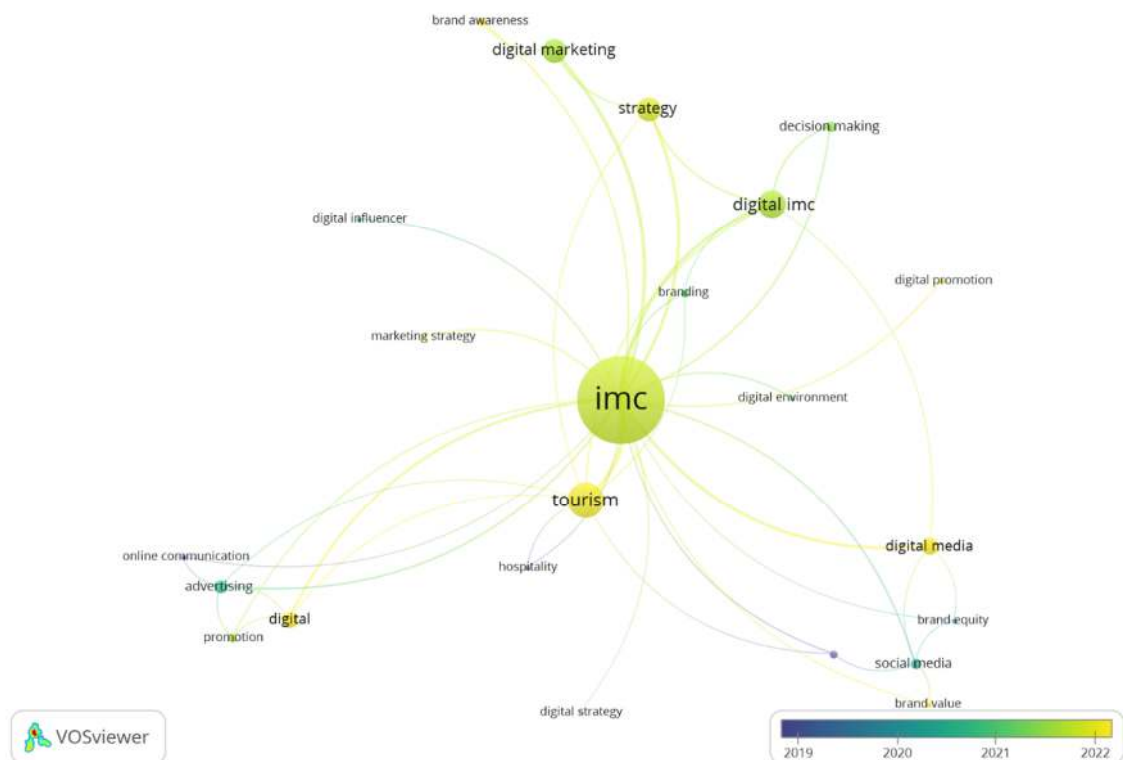 brand awareness
digital marketing
strategy
decision making
digital imc
digital influencer
digital promotion
branding
marketing strategy
imc
digital environment
tourism
digital media
online communication
hospitality
advertising
digital
brand equity
promotion
social media
brand value
digital strategy
VOSviewer
2019 2020 2021 2022